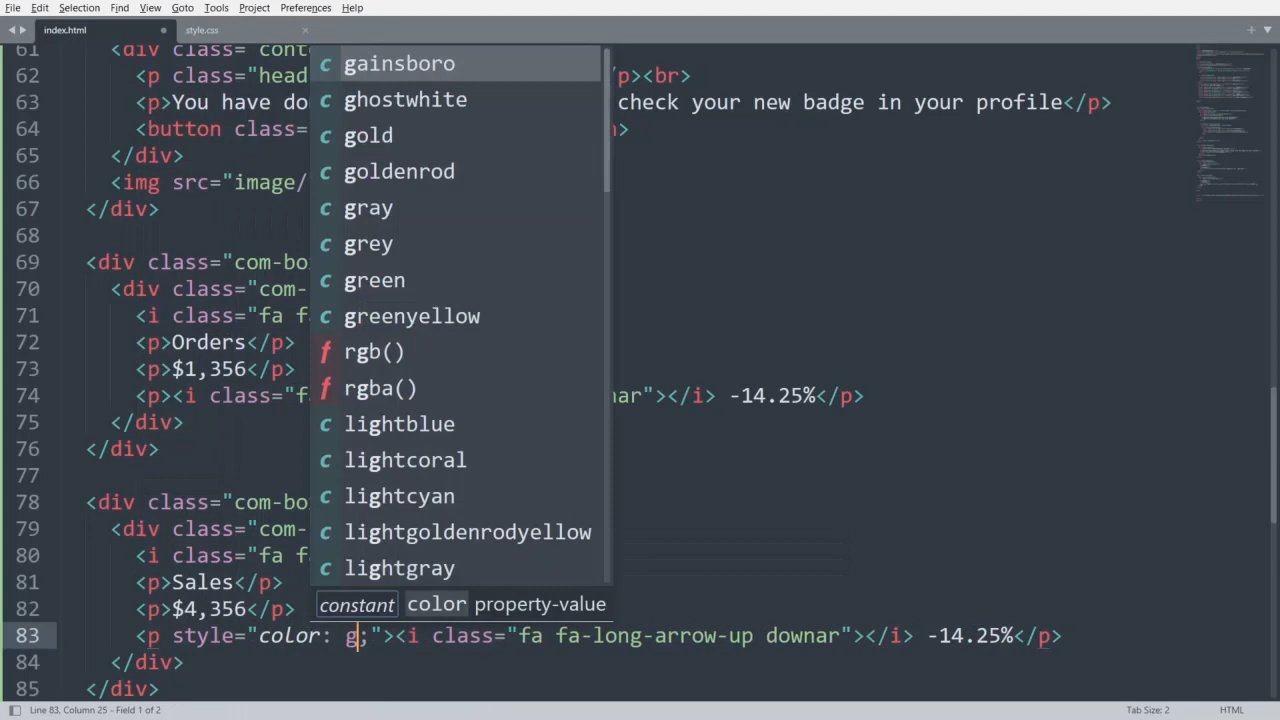 File Edit Selection Find View Goto Tools Project Preferences Help
index.html style.css
61 <div class="cont
62 <p class="head /p><br>
63 <p>You have do check your new badge in your profile</p>
64 <button class= >
65 </div>
66 <img src="image/
67 </div>
68
69 <div class="com-bo
70 <div class="com-
71 <i class="fa f
72 <p>Orders</p>
73 <p>$1,356</p>
74 <p><i class="f nar"></i> -14.25%</p>
75 </div>
76 </div>
77
78 <div class="com-bo
79 <div class="com-
80 <i class="fa f
81 <p>Sales</p>
82 <p>$4,356</p>
83 <p style="color: g;"><i class="fa fa-long-arrow-up downar"></i> -14.25%</p>
84 </div>
85 </div>
c gainsboro
c ghostwhite
c gold
c goldenrod
c gray
c grey
c green
c greenyellow
f rgb()
f rgba()
c lightblue
c lightcoral
c lightcyan
c lightgoldenrodyellow
c lightgray
constant color property-value
Line 83, Column 25 - Field 1 of 2 Tab Size: 2 HTML